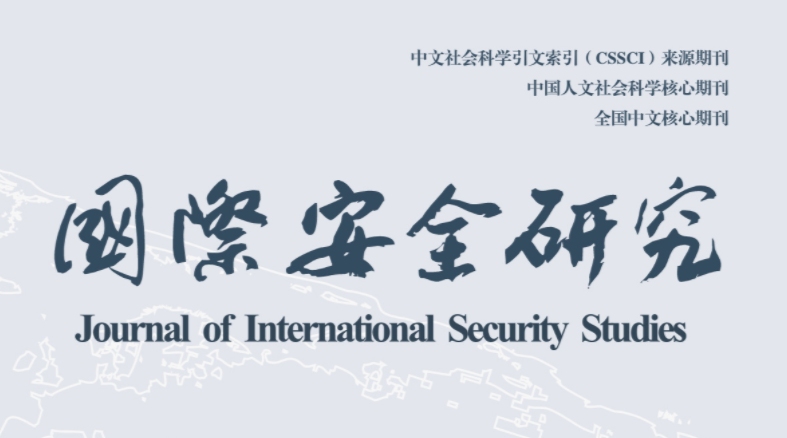 中文社会科学引文索引（CSSCI）来源期刊
中国人文社会科学核心期刊
全国中文核心期刊
國際安全研究
Journal of International Security Studies